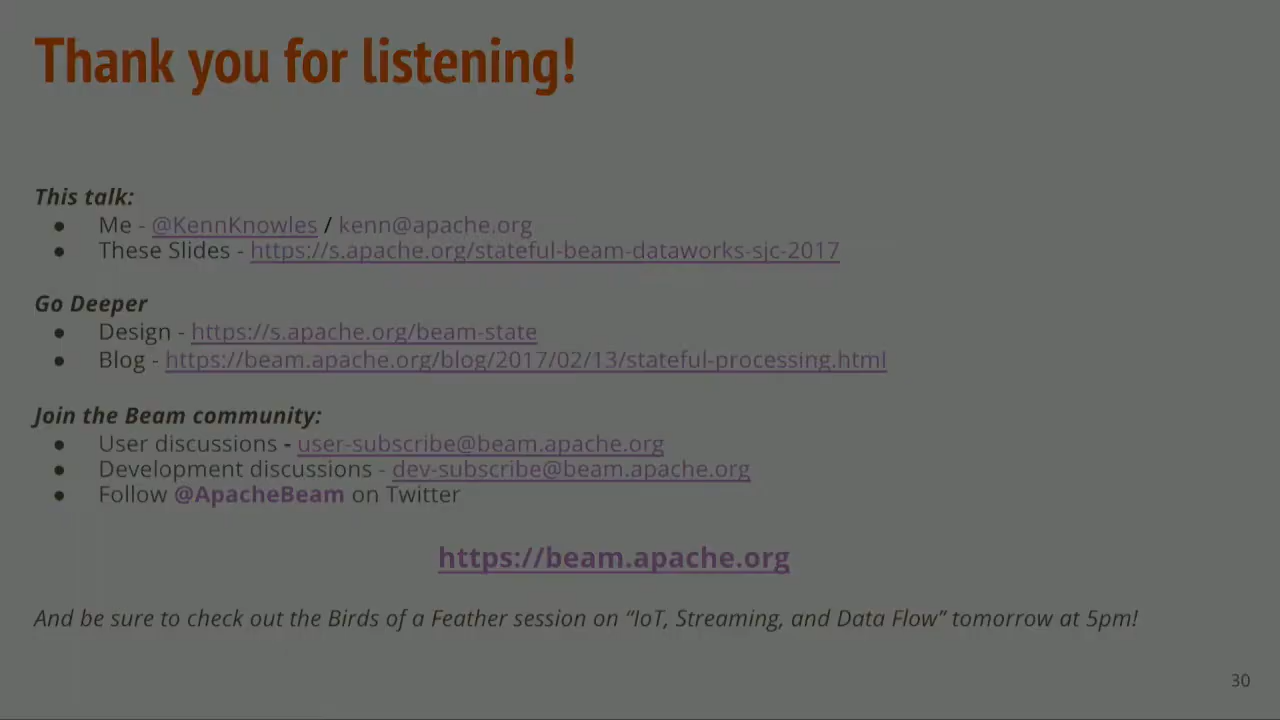 Thank you for listening!
This talk:
● Me - @KennKnowles / kenn@apache.org
● These Slides - https://s.apache.org/stateful-beam-dataworks-sjc-2017
Go Deeper
● Design - https://s.apache.org/beam-state
● Blog - https://beam.apache.org/blog/2017/02/13/stateful-processing.html
Join the Beam community:
● User discussions - user-subscribe@beam.apache.org
● Development discussions - dev-subscribe@beam.apache.org
● Follow @ApacheBeam on Twitter
https://beam.apache.org
And be sure to check out the Birds of a Feather session on “IoT, Streaming, and Data Flow” tomorrow at 5pm!
30